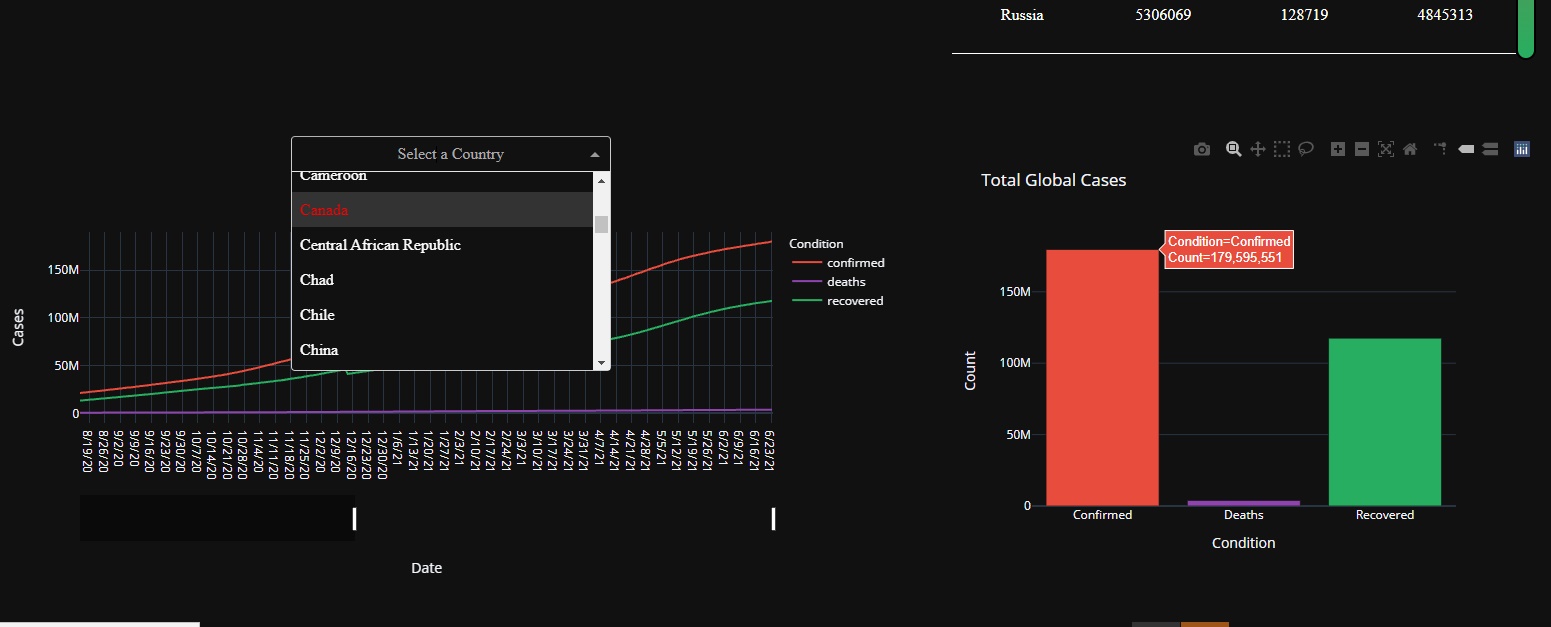 Russia 5306069 128719 4845313
Select a Country
Cameroon
Canada
Central African Republic
Chad
Chile
China
Cases
150M
100M
50M
0
8/19/20 8/26/20 9/2/20 9/9/20 9/16/20 9/23/20 9/30/20 10/7/20 10/14/20 10/21/20 10/28/20 11/4/20 11/11/20 11/18/20 11/25/20 12/2/20 12/9/20 12/16/20 12/23/20 12/30/20 1/6/21 1/13/21 1/20/21 1/27/21 2/3/21 2/10/21 2/17/21 2/24/21 3/3/21 3/10/21 3/17/21 3/24/21 3/31/21 4/7/21 4/14/21 4/21/21 4/28/21 5/5/21 5/12/21 5/19/21 5/26/21 6/2/21 6/9/21 6/16/21 6/23/21
Date
Condition
confirmed
deaths
recovered
Total Global Cases
Condition=Confirmed
Count=179,595,551
Count
150M
100M
50M
0
Confirmed Deaths Recovered
Condition